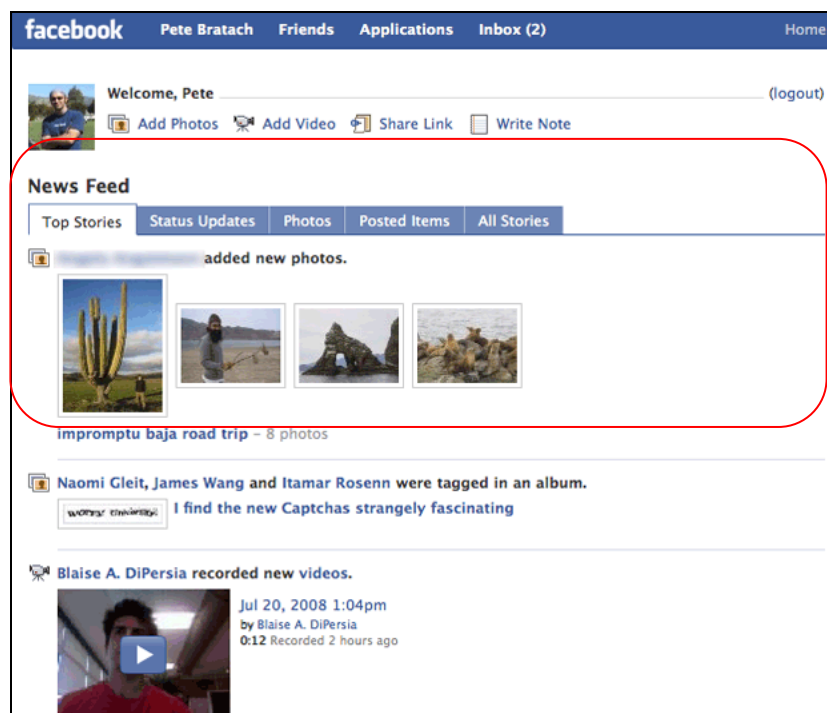 facebook Pete Bratach Friends Applications Inbox (2) Home
Welcome, Pete (logout)
Add Photos Add Video Share Link Write Note
News Feed
Top Stories Status Updates Photos Posted Items All Stories
added new photos.
impromptu baja road trip – 8 photos
Naomi Gleit, James Wang and Itamar Rosenn were tagged in an album.
I find the new Captchas strangely fascinating
Blaise A. DiPersia recorded new videos.
Jul 20, 2008 1:04pm
by Blaise A. DiPersia
0:12 Recorded 2 hours ago